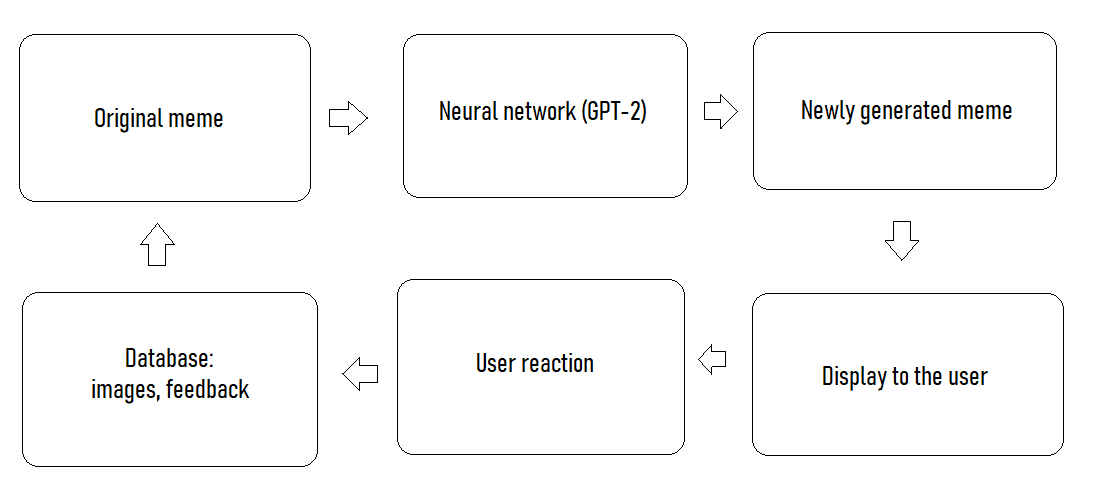 Original meme
Neural network (GPT-2)
Newly generated meme
Database:
images, feedback
User reaction
Display to the user